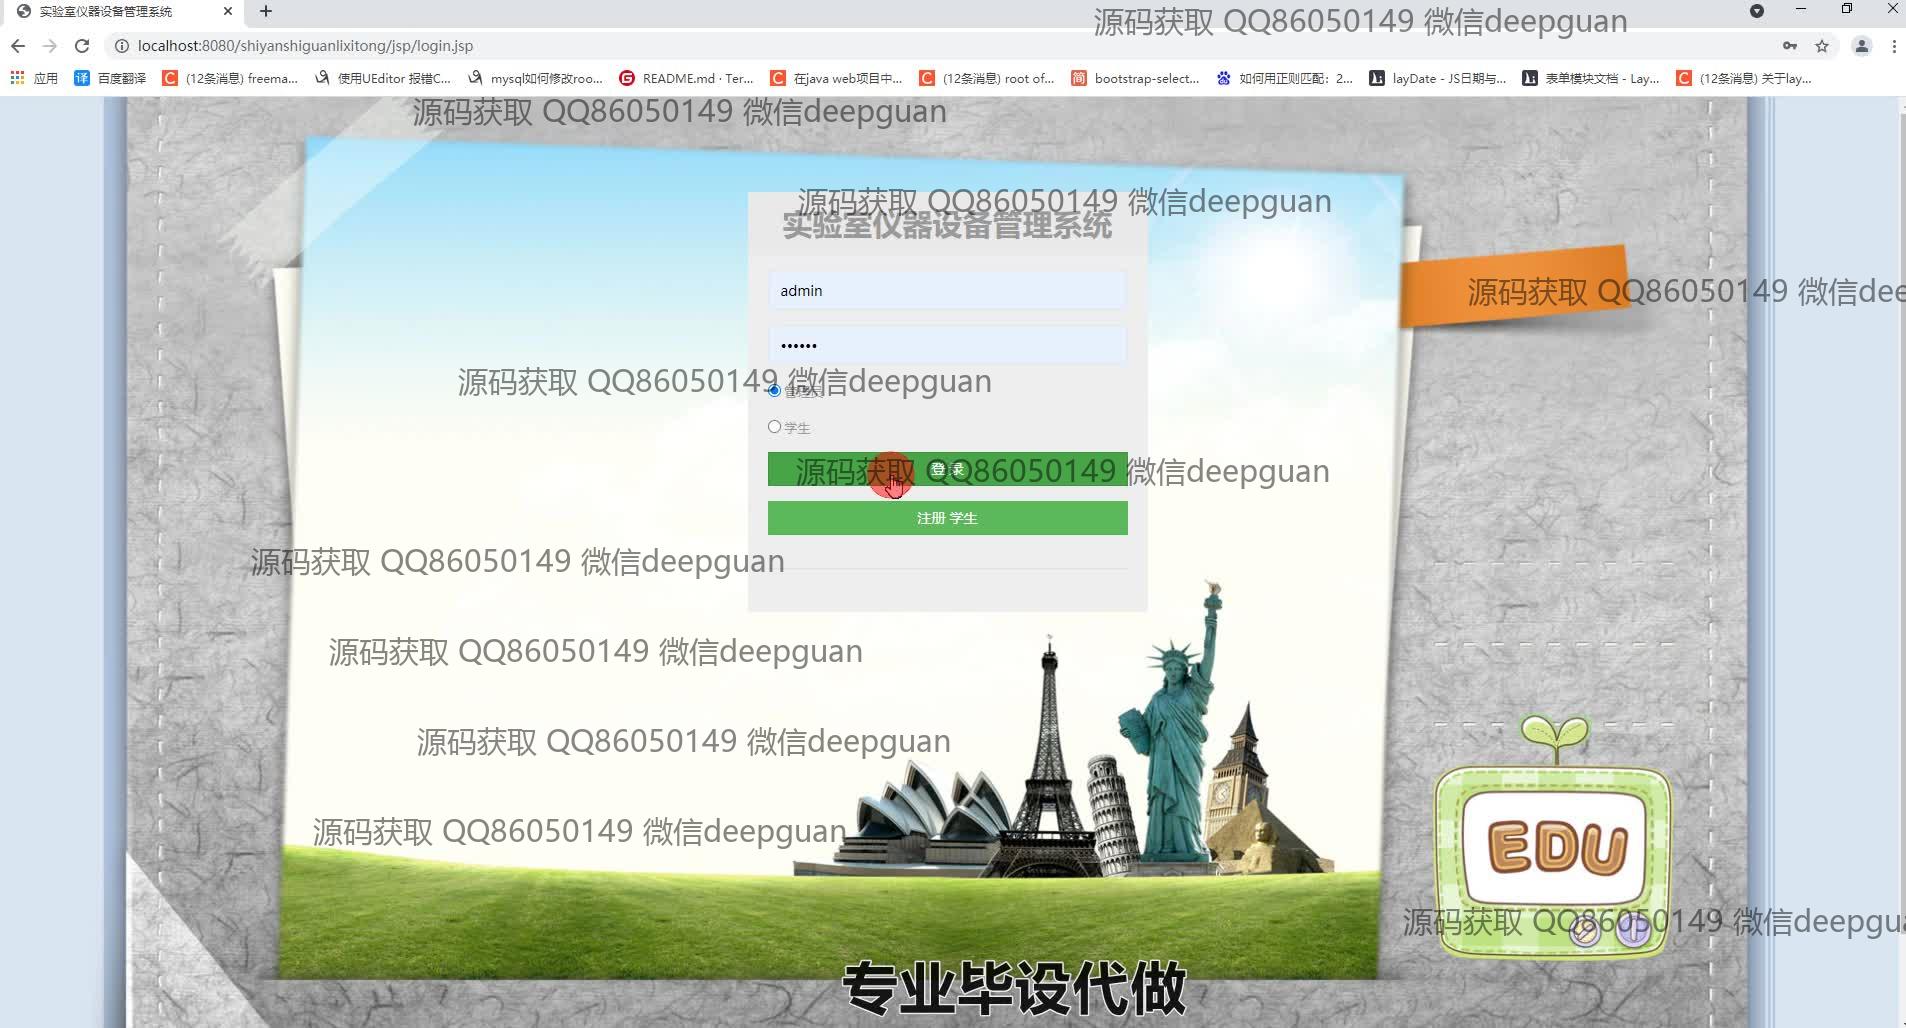 实验室仪器设备管理系统
源码获取 QQ86050149 微信deepguan
localhost:8080/shiyanshiguanlixitong/jsp/login.jsp
应用 百度翻译 (12条消息) freema... 使用UEditor 报错C... mysql如何修改roo... README.md · Ter... 在java web项目中... (12条消息) root of... bootstrap-select... 如何用正则匹配：2... layDate - JS日期与... 表单模块文档 - Lay... (12条消息) 关于lay...
源码获取 QQ86050149 微信deepguan
源码获取 QQ86050149 微信deepguan
实验室仪器设备管理系统
admin
源码获取 QQ86050149 微信dee
源码获取 QQ86050149 微信deepguan
管理员
学生
源码获取 QQ86050149 微信deepguan
登 录
注册 学生
源码获取 QQ86050149 微信deepguan
源码获取 QQ86050149 微信deepguan
源码获取 QQ86050149 微信deepguan
源码获取 QQ86050149 微信deepguan
EDU
源码获取 QQ86050149 微信deepgua
专业毕设代做